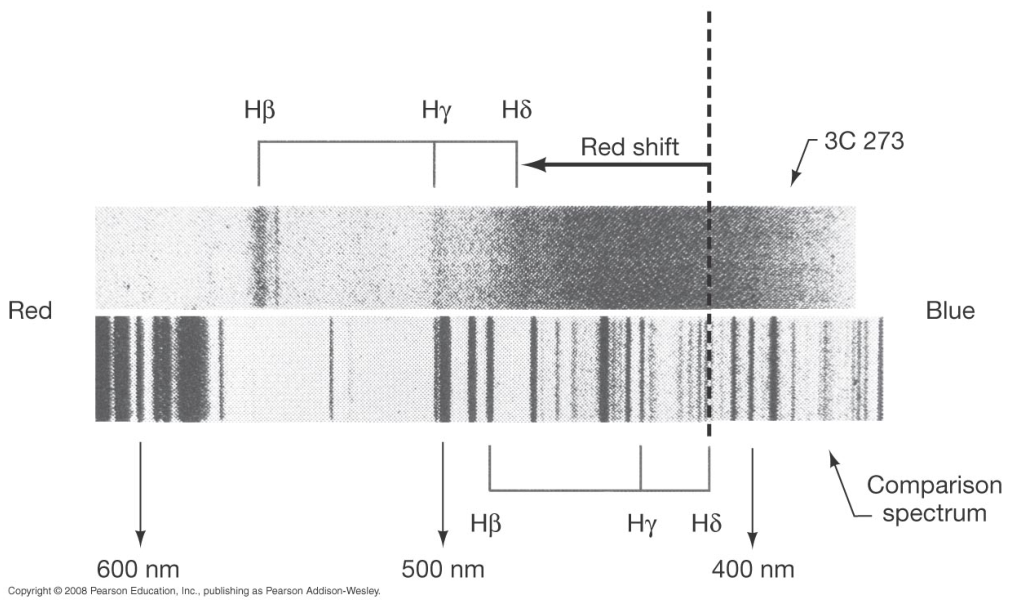 Hβ Hγ Hδ
Red shift
3C 273
Red
Blue
Comparison
spectrum
Hβ Hγ Hδ
600 nm 500 nm 400 nm
Copyright © 2008 Pearson Education, Inc., publishing as Pearson Addison-Wesley.